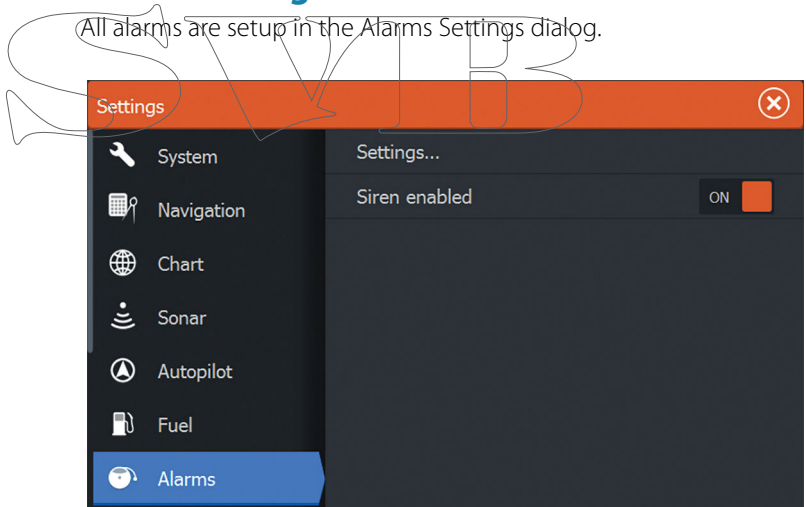 All alarms are setup in the Alarms Settings dialog.
SVB
Settings
System
Settings...
Siren enabled
ON
Navigation
Chart
Sonar
Autopilot
Fuel
Alarms